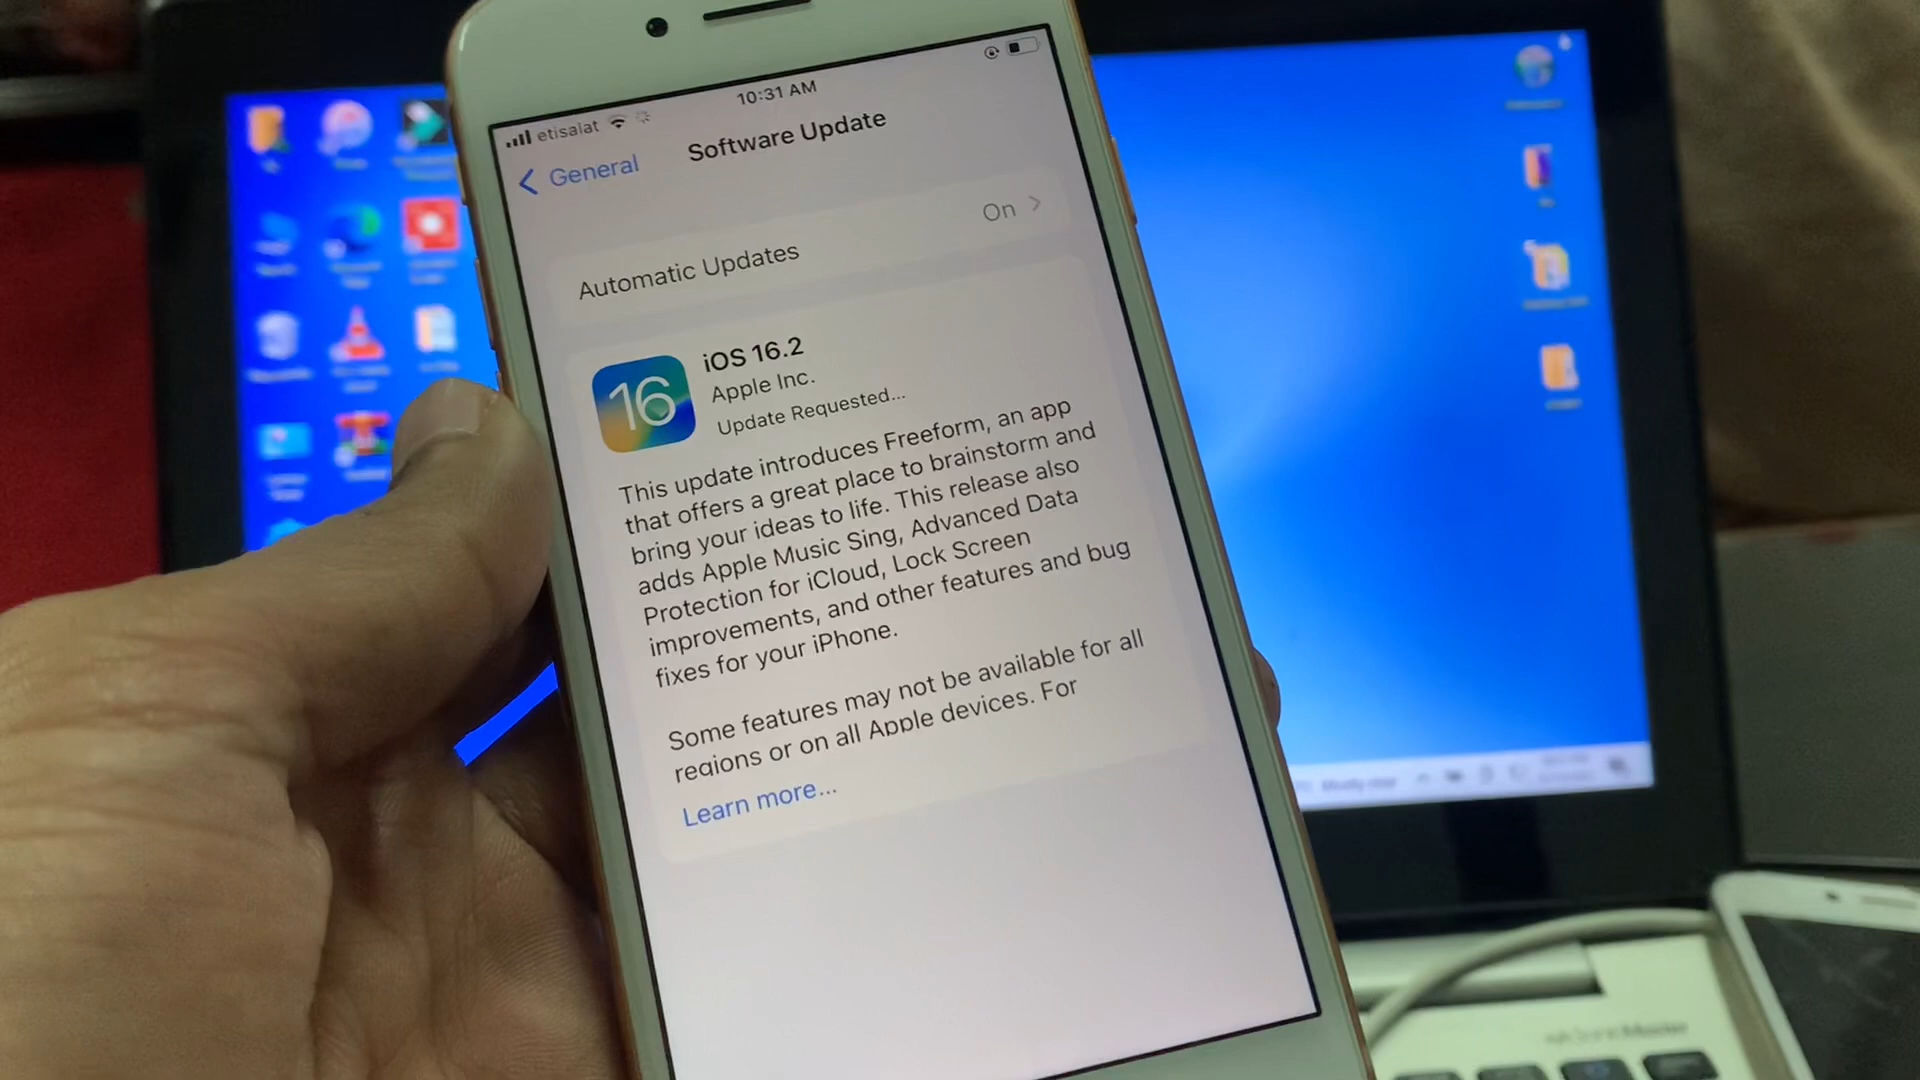 10:31 AM
etisalat
General
Software Update
Automatic Updates
On
16
iOS 16.2
Apple Inc.
Update Requested...
This update introduces Freeform, an app
that offers a great place to brainstorm and
bring your ideas to life. This release also
adds Apple Music Sing, Advanced Data
Protection for iCloud, Lock Screen
improvements, and other features and bug
fixes for your iPhone.
Some features may not be available for all
regions or on all Apple devices. For
Learn more...